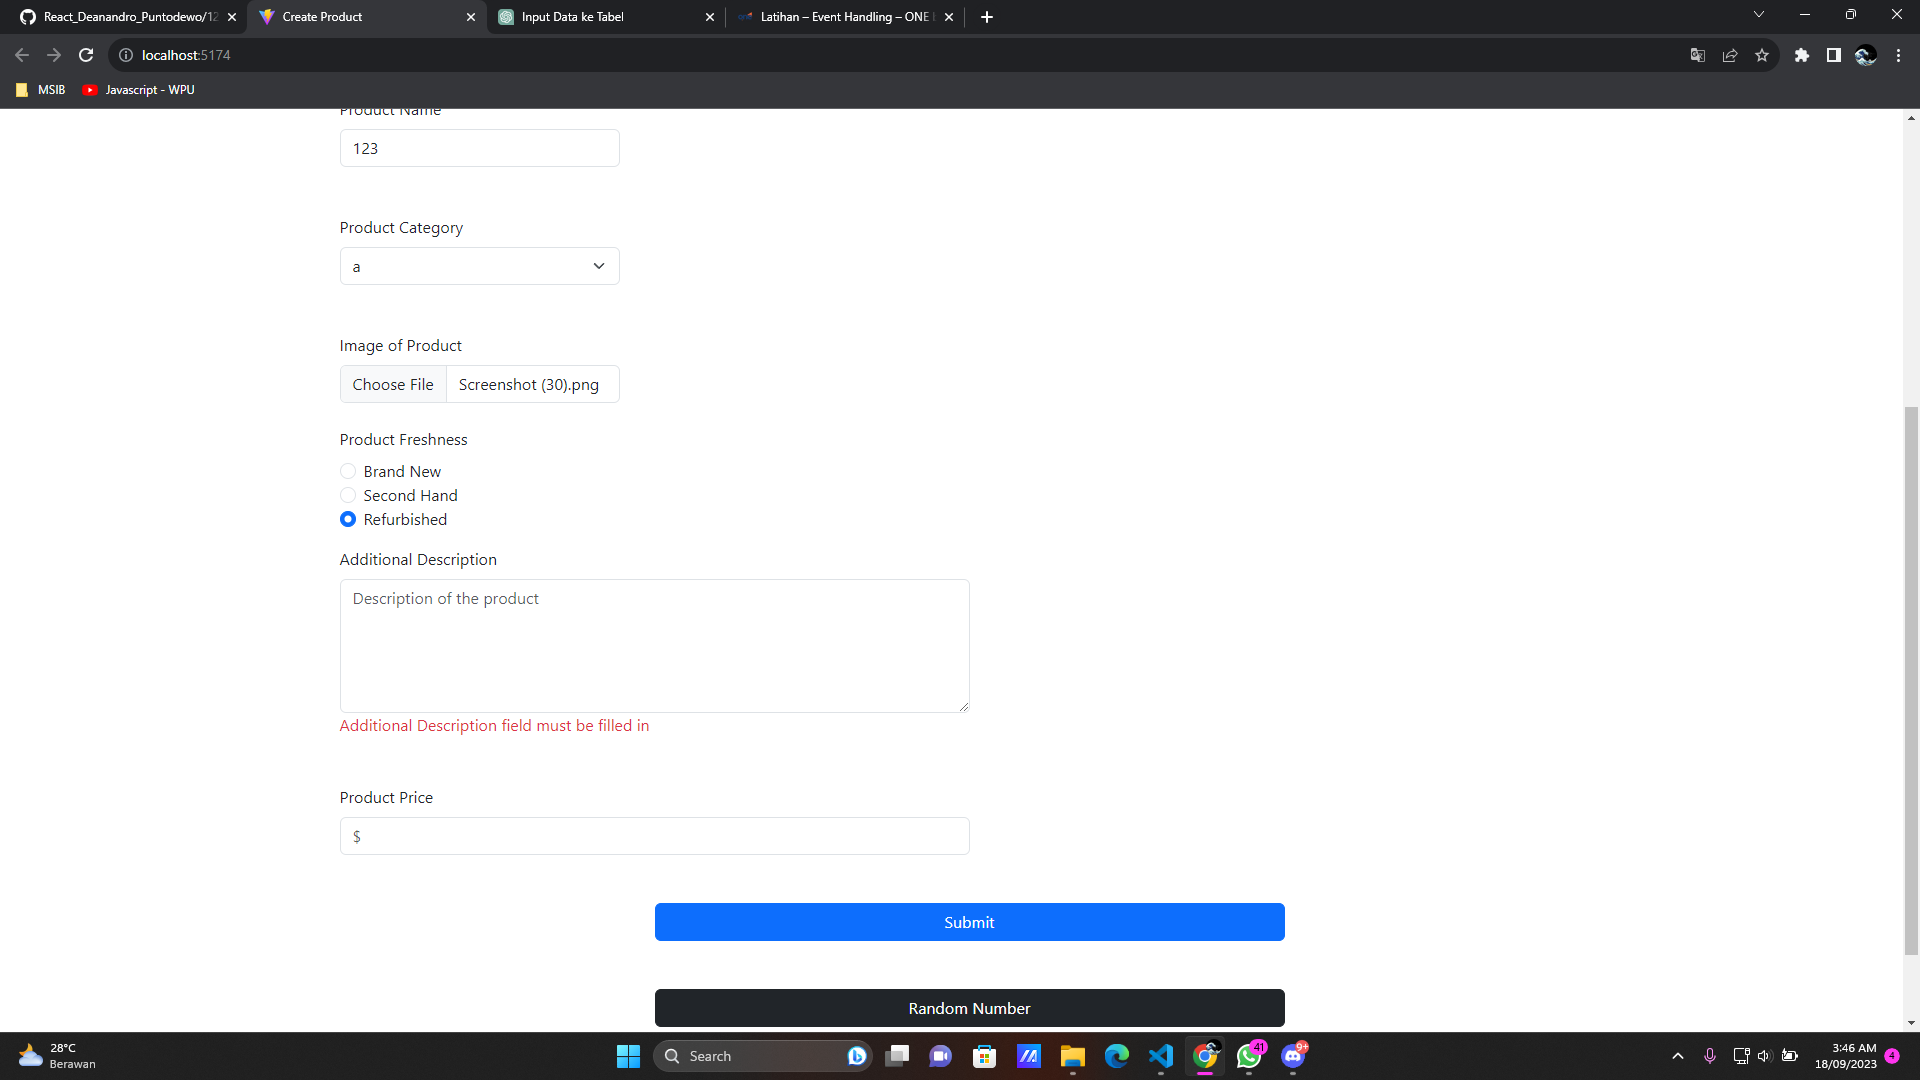 React_Deanandro_Puntodewo/12
Create Product
Input Data ke Tabel
Latihan – Event Handling – ONE
localhost:5174
MSIB
Javascript - WPU
Product Name
123
Product Category
a
Image of Product
Choose File
Screenshot (30).png
Product Freshness
Brand New
Second Hand
Refurbished
Additional Description
Description of the product
Additional Description field must be filled in
Product Price
$
Submit
Random Number
28°C
Berawan
Search
41
9+
3:46 AM
18/09/2023
4